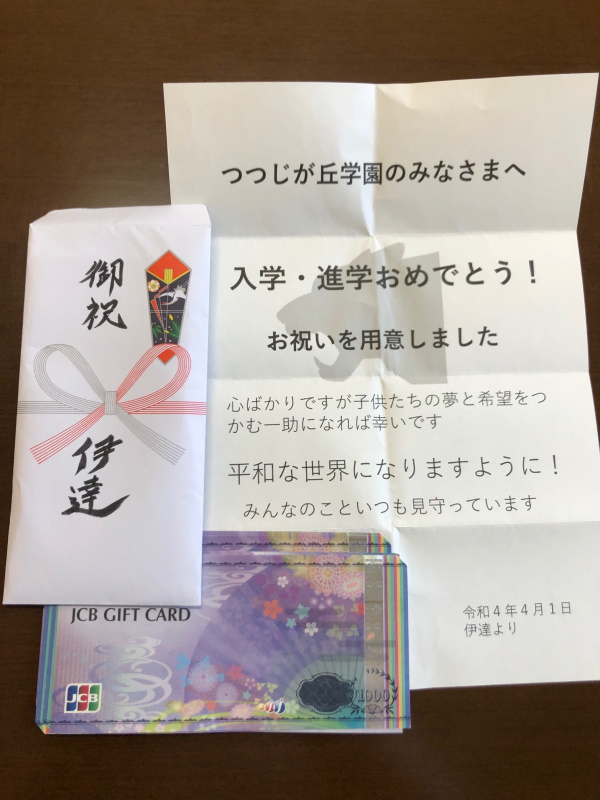 つつじが丘学園のみなさまへ
入学・進学おめでとう！
お祝いを用意しました
心ばかりですが子供たちの夢と希望をつ
かむ一助になれば幸いです
平和な世界になりますように！
みんなのこといつも見守っています
令和４年４月１日
伊達より
御祝
伊達
JCB GIFT CARD
JCB
¥1000